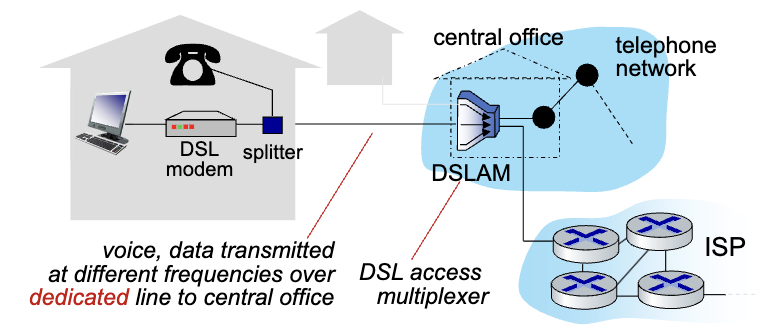 central office
telephone
network
DSL
modem
splitter
DSLAM
voice, data transmitted
at different frequencies over
dedicated line to central office
DSL access
multiplexer
ISP